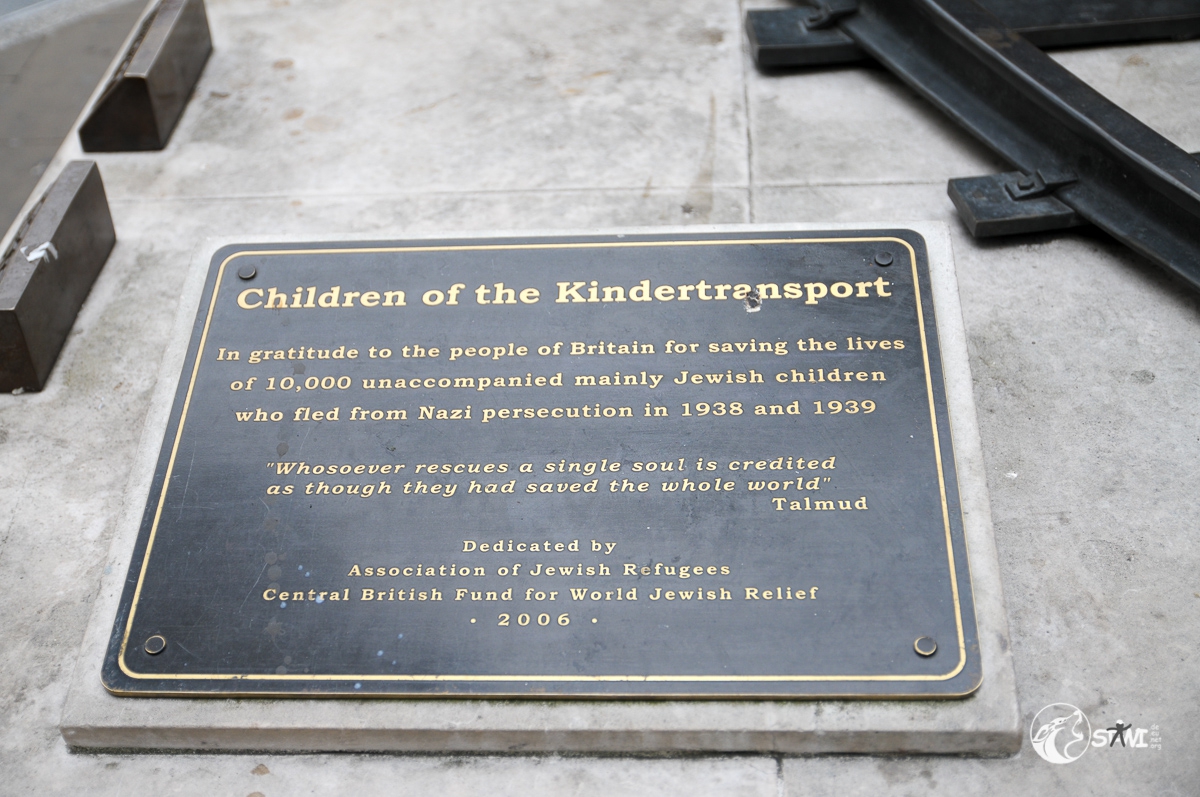 Children of the Kindertransport
In gratitude to the people of Britain for saving the lives
of 10,000 unaccompanied mainly Jewish children
who fled from Nazi persecution in 1938 and 1939
"Whosoever rescues a single soul is credited
as though they had saved the whole world"
Talmud
Dedicated by
Association of Jewish Refugees
Central British Fund for World Jewish Relief
· 2006 ·
STAVI